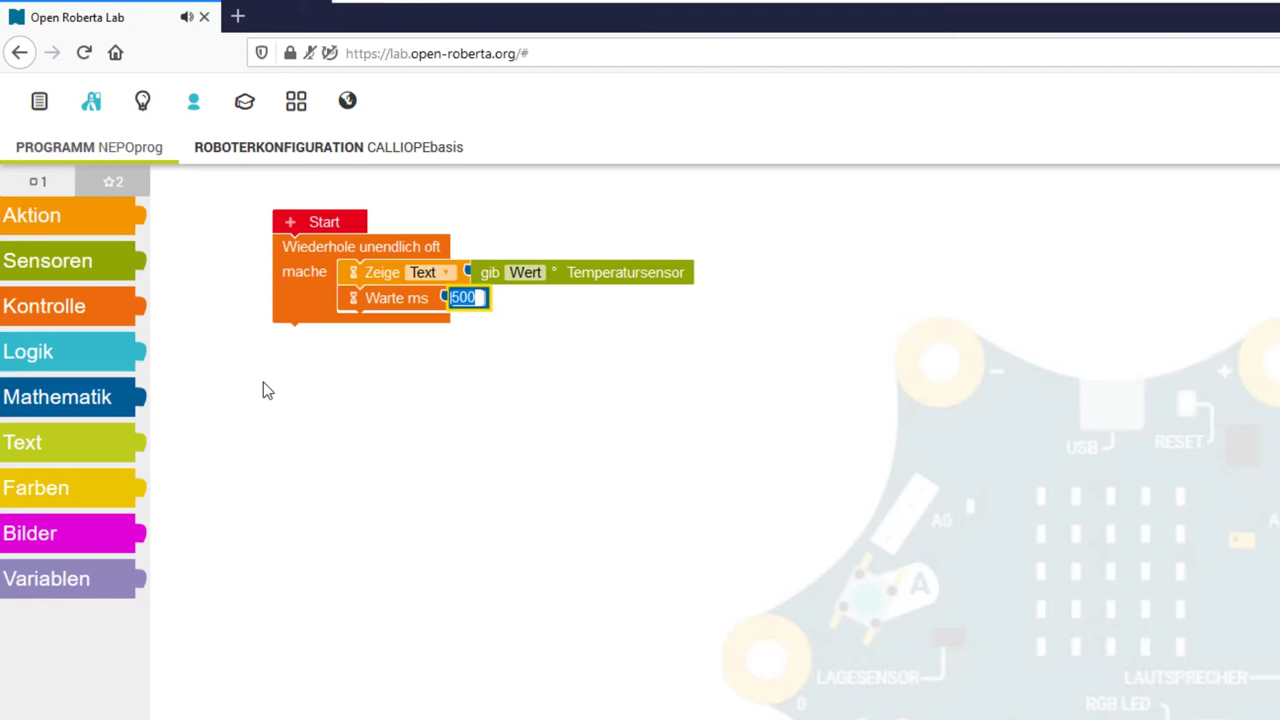 Open Roberta Lab
https://lab.open-roberta.org/#
PROGRAMM NEPOprog
ROBOTERKONFIGURATION CALLIOPEbasis
1
2
Aktion
Sensoren
Kontrolle
Logik
Mathematik
Text
Farben
Bilder
Variablen
+ Start
Wiederhole unendlich oft
mache
Zeige Text
gib Wert ° Temperatursensor
Warte ms 500
− +
USB
RESET
A0
A
A
LAGESENSOR
LAUTSPRECHER
RGB LED
0